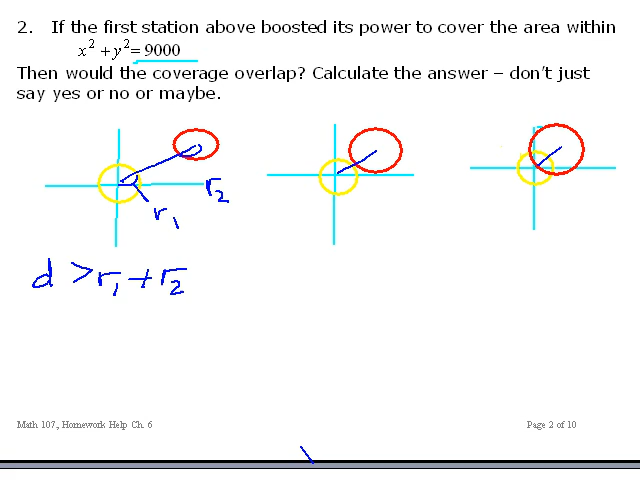 2. If the first station above boosted its power to cover the area within
x² + y² = 9000
Then would the coverage overlap? Calculate the answer – don't just
say yes or no or maybe.
r₂
r₁
d > r₁ + r₂
Math 107, Homework Help Ch. 6 Page 2 of 10